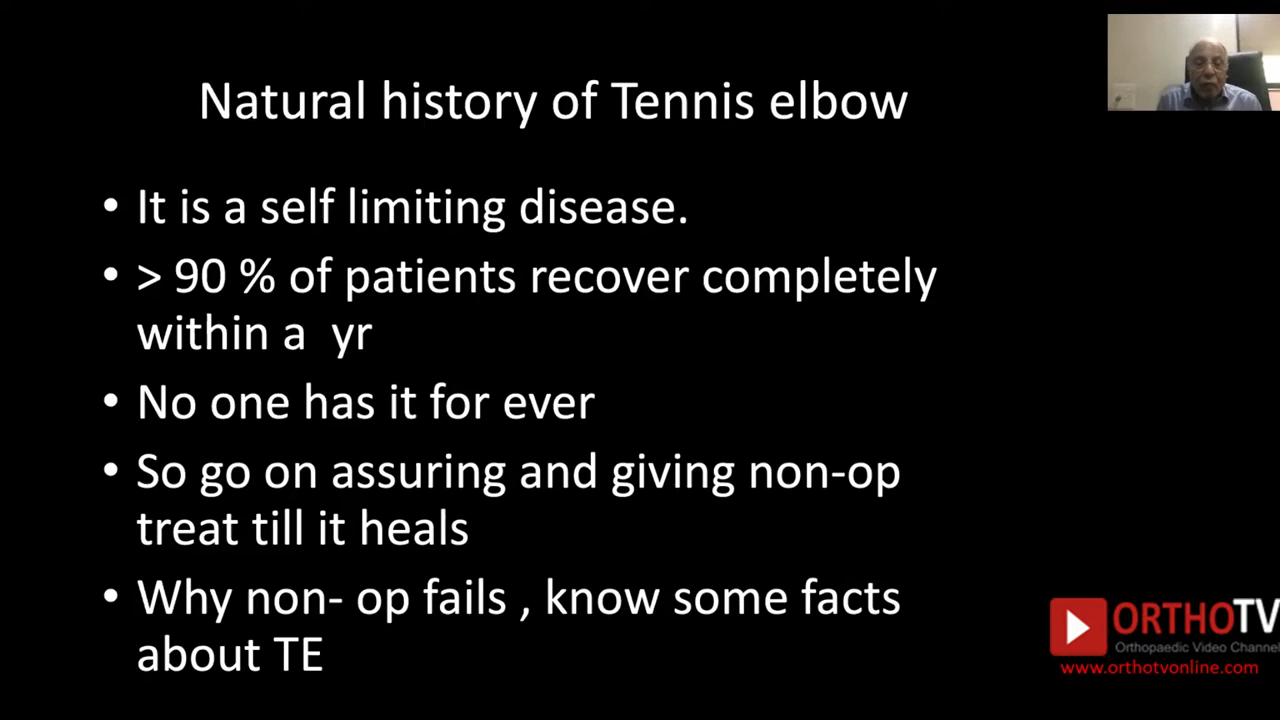 Natural history of Tennis elbow
• It is a self limiting disease.
• > 90 % of patients recover completely
within a yr
• No one has it for ever
• So go on assuring and giving non-op
treat till it heals
• Why non- op fails , know some facts
about TE
ORTHOTV
Orthopaedic Video Channel
www.orthotvonline.com